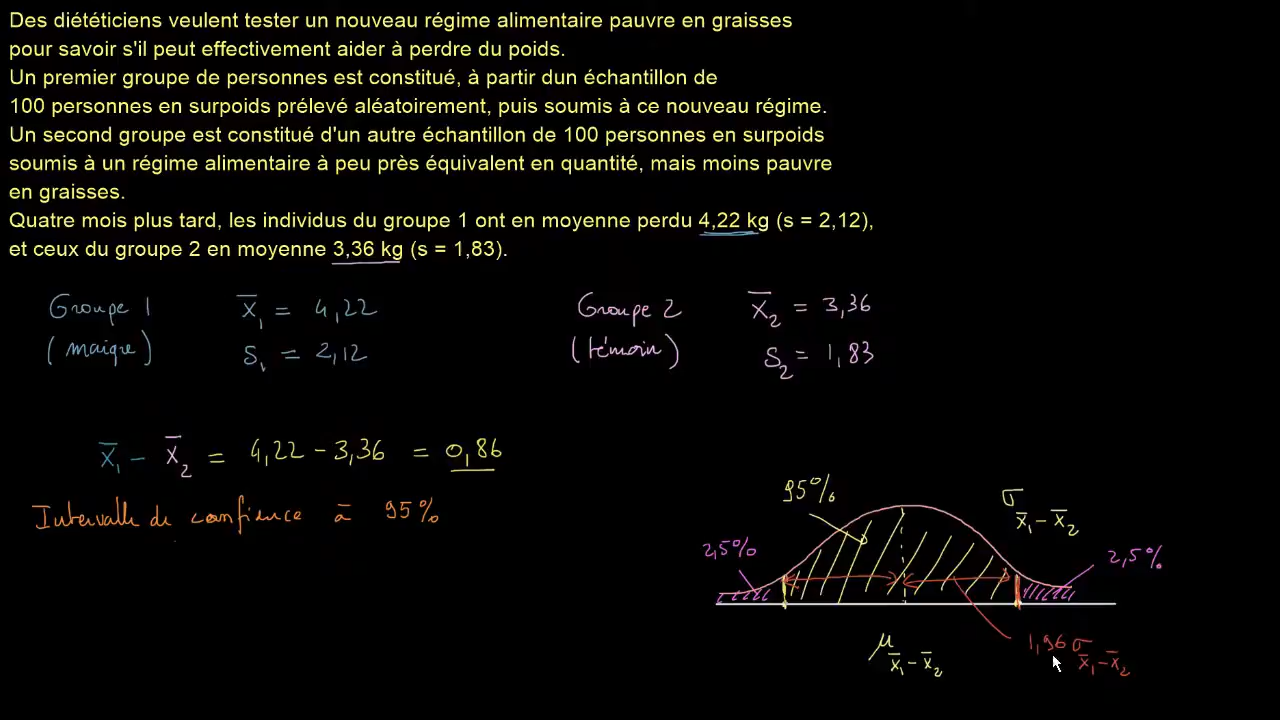 Des diététiciens veulent tester un nouveau régime alimentaire pauvre en graisses
pour savoir s'il peut effectivement aider à perdre du poids.
Un premier groupe de personnes est constitué, à partir dun échantillon de
100 personnes en surpoids prélevé aléatoirement, puis soumis à ce nouveau régime.
Un second groupe est constitué d'un autre échantillon de 100 personnes en surpoids
soumis à un régime alimentaire à peu près équivalent en quantité, mais moins pauvre
en graisses.
Quatre mois plus tard, les individus du groupe 1 ont en moyenne perdu 4,22 kg (s = 2,12),
et ceux du groupe 2 en moyenne 3,36 kg (s = 1,83).
Groupe 1 x̄₁ = 4,22 Groupe 2 x̄₂ = 3,36
(maigre) S₁ = 2,12 (témoin) S₂ = 1,83
x̄₁ - x̄₂ = 4,22 - 3,36 = 0,86
Intervalle de confience à 95%
95% σ x̄₁ - x̄₂
2,5% 2,5%
μ x̄₁ - x̄₂ 1,96 σ x̄₁ - x̄₂